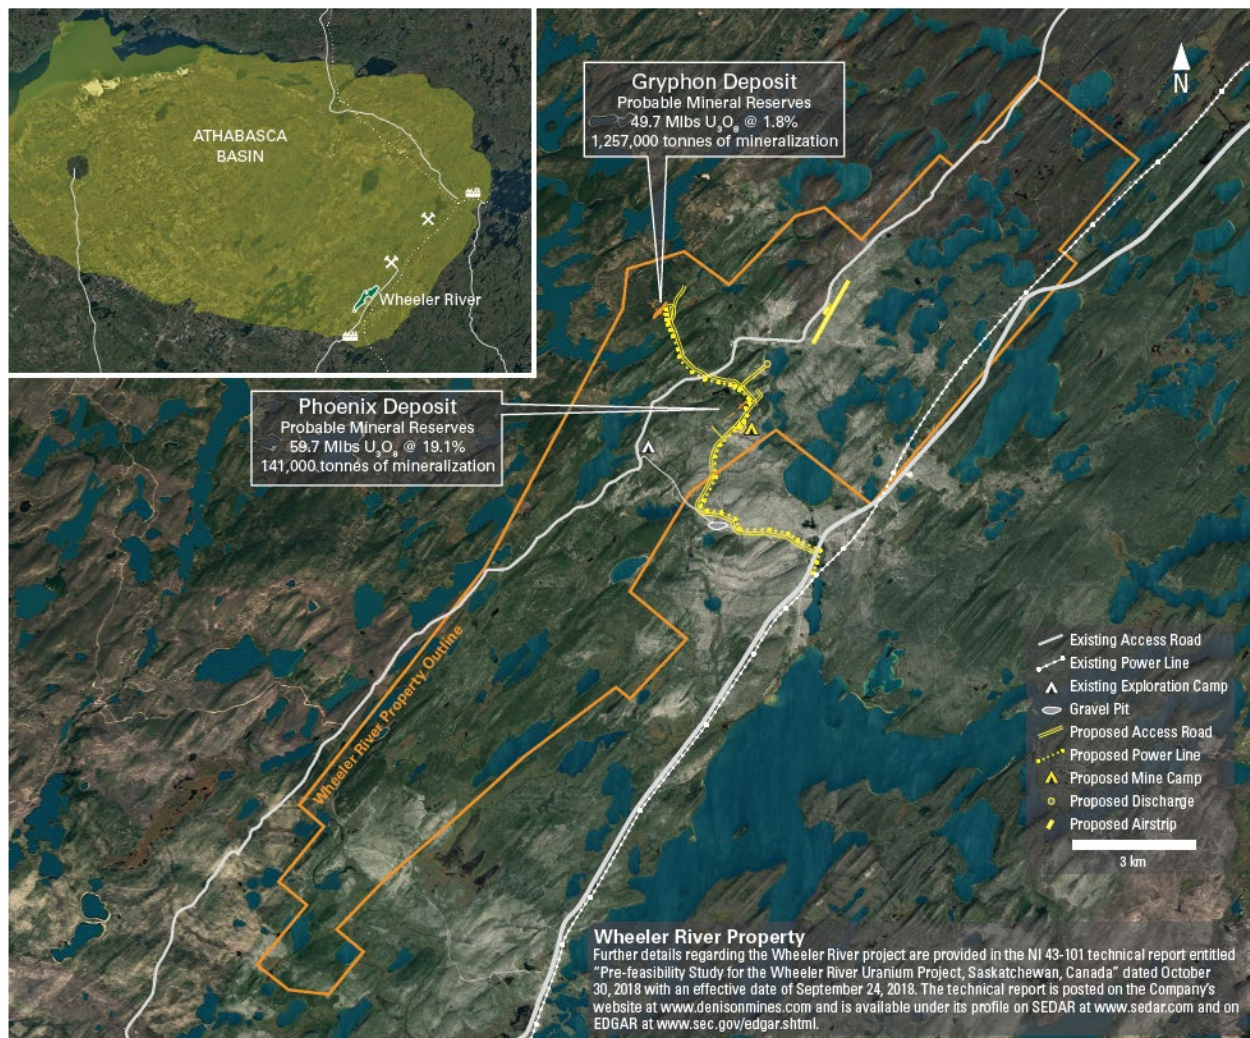 ATHABASCA
BASIN
Wheeler River
N
Gryphon Deposit
Probable Mineral Reserves
49.7 Mlbs U₃O₈ @ 1.8%
1,257,000 tonnes of mineralization
Phoenix Deposit
Probable Mineral Reserves
59.7 Mlbs U₃O₈ @ 19.1%
141,000 tonnes of mineralization
Wheeler River Property Outline
Existing Access Road
Existing Power Line
Existing Exploration Camp
Gravel Pit
Proposed Access Road
Proposed Power Line
Proposed Mine Camp
Proposed Discharge
Proposed Airstrip
3 km
Wheeler River Property
Further details regarding the Wheeler River project are provided in the NI 43-101 technical report entitled
"Pre-feasibility Study for the Wheeler River Uranium Project, Saskatchewan, Canada" dated October
30, 2018 with an effective date of September 24, 2018. The technical report is posted on the Company's
website at www.denisonmines.com and is available under its profile on SEDAR at www.sedar.com and on
EDGAR at www.sec.gov/edgar.shtml.